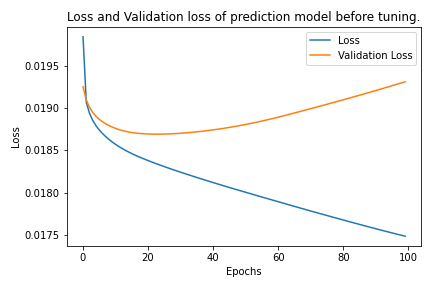 Loss and Validation loss of prediction model before tuning.
Loss
Validation Loss
0.0195
0.0190
0.0185
0.0180
0.0175
Loss
0
20
40
60
80
100
Epochs